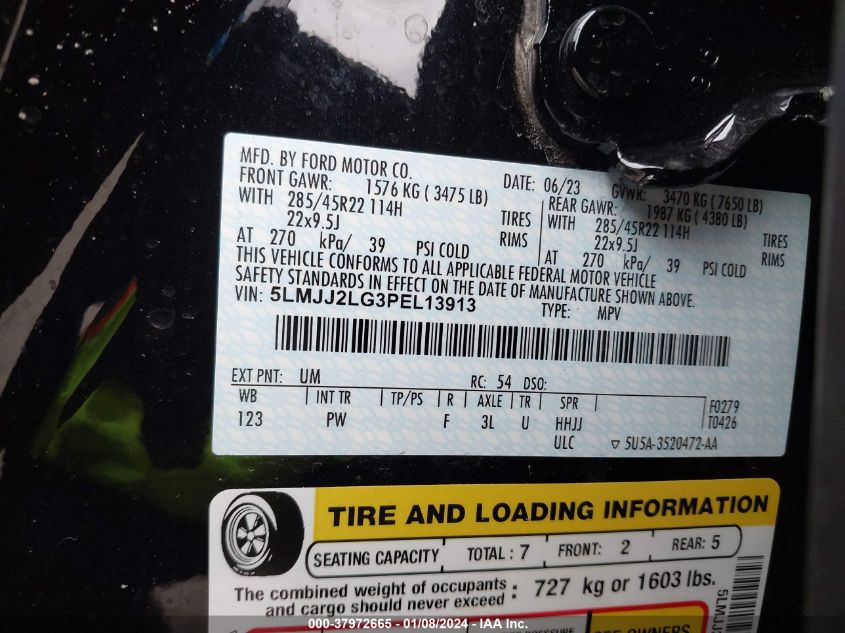 MFD. BY FORD MOTOR CO.
DATE: 06/23 GVWR: 3470 KG (7650 LB)
FRONT GAWR: 1576 KG (3475 LB) REAR GAWR: 1987 KG (4380 LB)
WITH 285/45R22 114H TIRES WITH 285/45R22 114H TIRES
22x9.5J RIMS 22x9.5J RIMS
AT 270 kPa/ 39 PSI COLD AT 270 kPa/ 39 PSI COLD
THIS VEHICLE CONFORMS TO ALL APPLICABLE FEDERAL MOTOR VEHICLE
SAFETY STANDARDS IN EFFECT ON THE DATE OF MANUFACTURE SHOWN ABOVE.
VIN: 5LMJJ2LG3PEL13913 TYPE: MPV
EXT PNT: UM RC: 54 DSO:
WB INT TR TP/PS R AXLE TR SPR F0279
123 PW F 3L U HHJJ T0426
ULC 5U5A-3520472-AA
TIRE AND LOADING INFORMATION
SEATING CAPACITY TOTAL : 7 FRONT: 2 REAR: 5
The combined weight of occupants and cargo should never exceed : 727 kg or 1603 lbs.
5LMJJ
SEE OWNERS
000-37972665 - 01/08/2024 - IAA Inc.